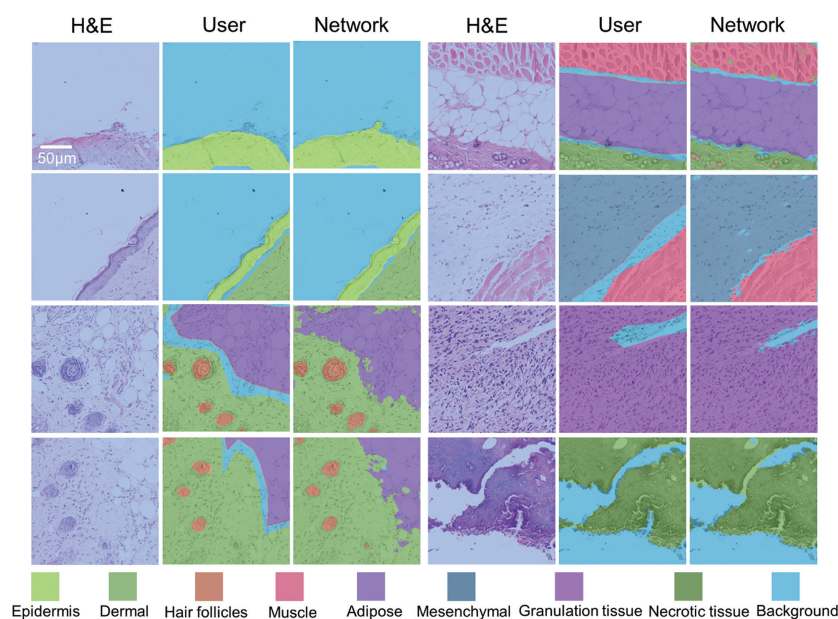 H&E User Network H&E User Network
50μm
Epidermis Dermal Hair follicles Muscle Adipose Mesenchymal Granulation tissue Necrotic tissue Background